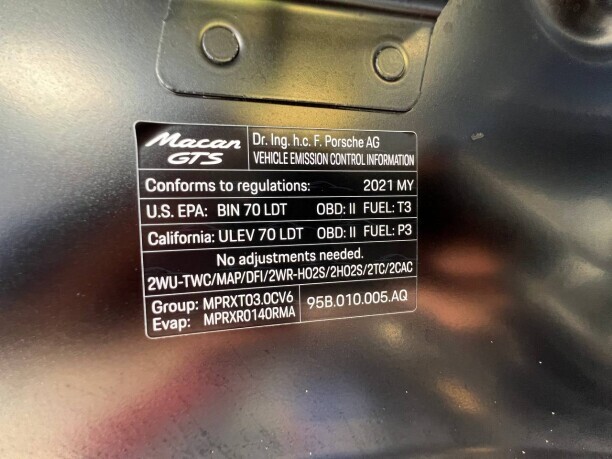 Macan GTS
Dr. Ing. h.c. F. Porsche AG
VEHICLE EMISSION CONTROL INFORMATION
Conforms to regulations: 2021 MY
U.S. EPA: BIN 70 LDT OBD: II FUEL: T3
California: ULEV 70 LDT OBD: II FUEL: P3
No adjustments needed.
2WU-TWC/MAP/DFI/2WR-HO2S/2HO2S/2TC/2CAC
Group: MPRXT03.0CV6
Evap: MPRXR0140RMA
95B.010.005.AQ